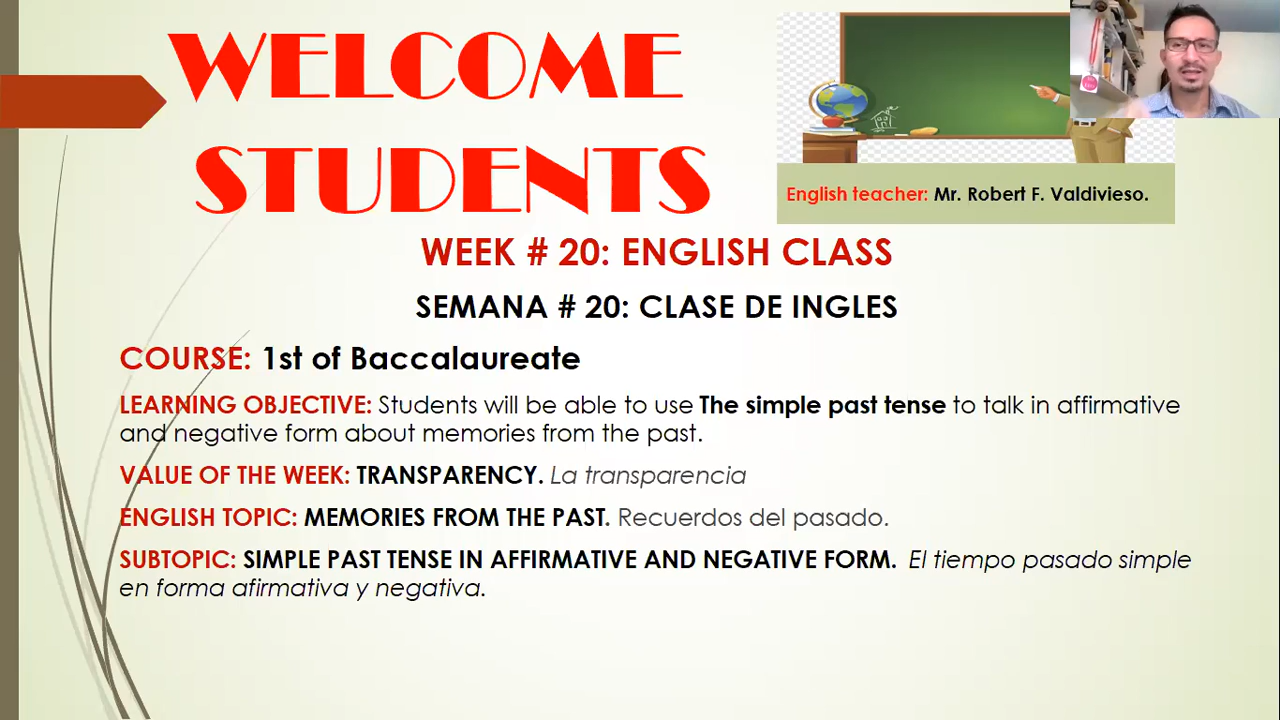 WELCOME
STUDENTS
English teacher: Mr. Robert F. Valdivieso.
WEEK # 20: ENGLISH CLASS
SEMANA # 20: CLASE DE INGLES
COURSE: 1st of Baccalaureate
LEARNING OBJECTIVE: Students will be able to use The simple past tense to talk in affirmative
and negative form about memories from the past.
VALUE OF THE WEEK: TRANSPARENCY. La transparencia
ENGLISH TOPIC: MEMORIES FROM THE PAST. Recuerdos del pasado.
SUBTOPIC: SIMPLE PAST TENSE IN AFFIRMATIVE AND NEGATIVE FORM. El tiempo pasado simple
en forma afirmativa y negativa.